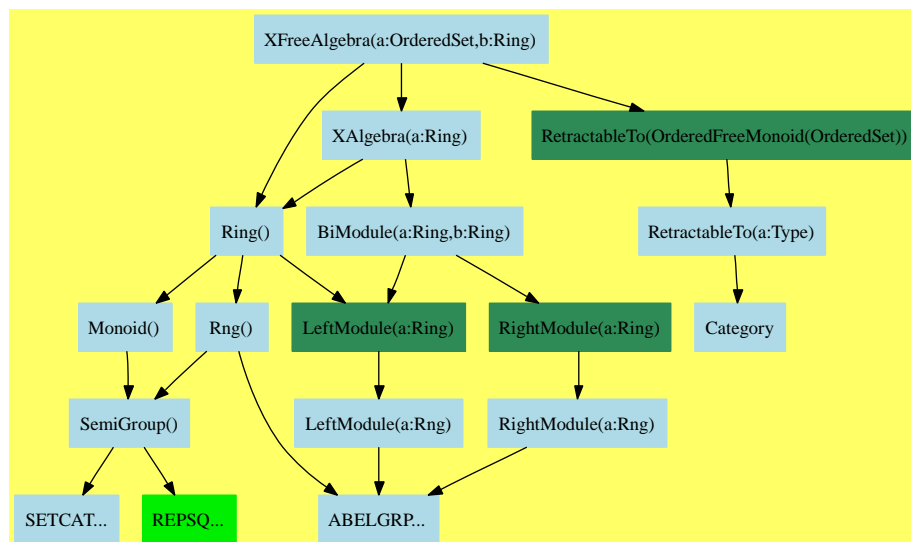 XFreeAlgebra(a:OrderedSet,b:Ring)
XAlgebra(a:Ring)
RetractableTo(OrderedFreeMonoid(OrderedSet))
Ring()
BiModule(a:Ring,b:Ring)
RetractableTo(a:Type)
Monoid()
Rng()
LeftModule(a:Ring)
RightModule(a:Ring)
Category
SemiGroup()
LeftModule(a:Rng)
RightModule(a:Rng)
SETCAT...
REPSQ...
ABELGRP...